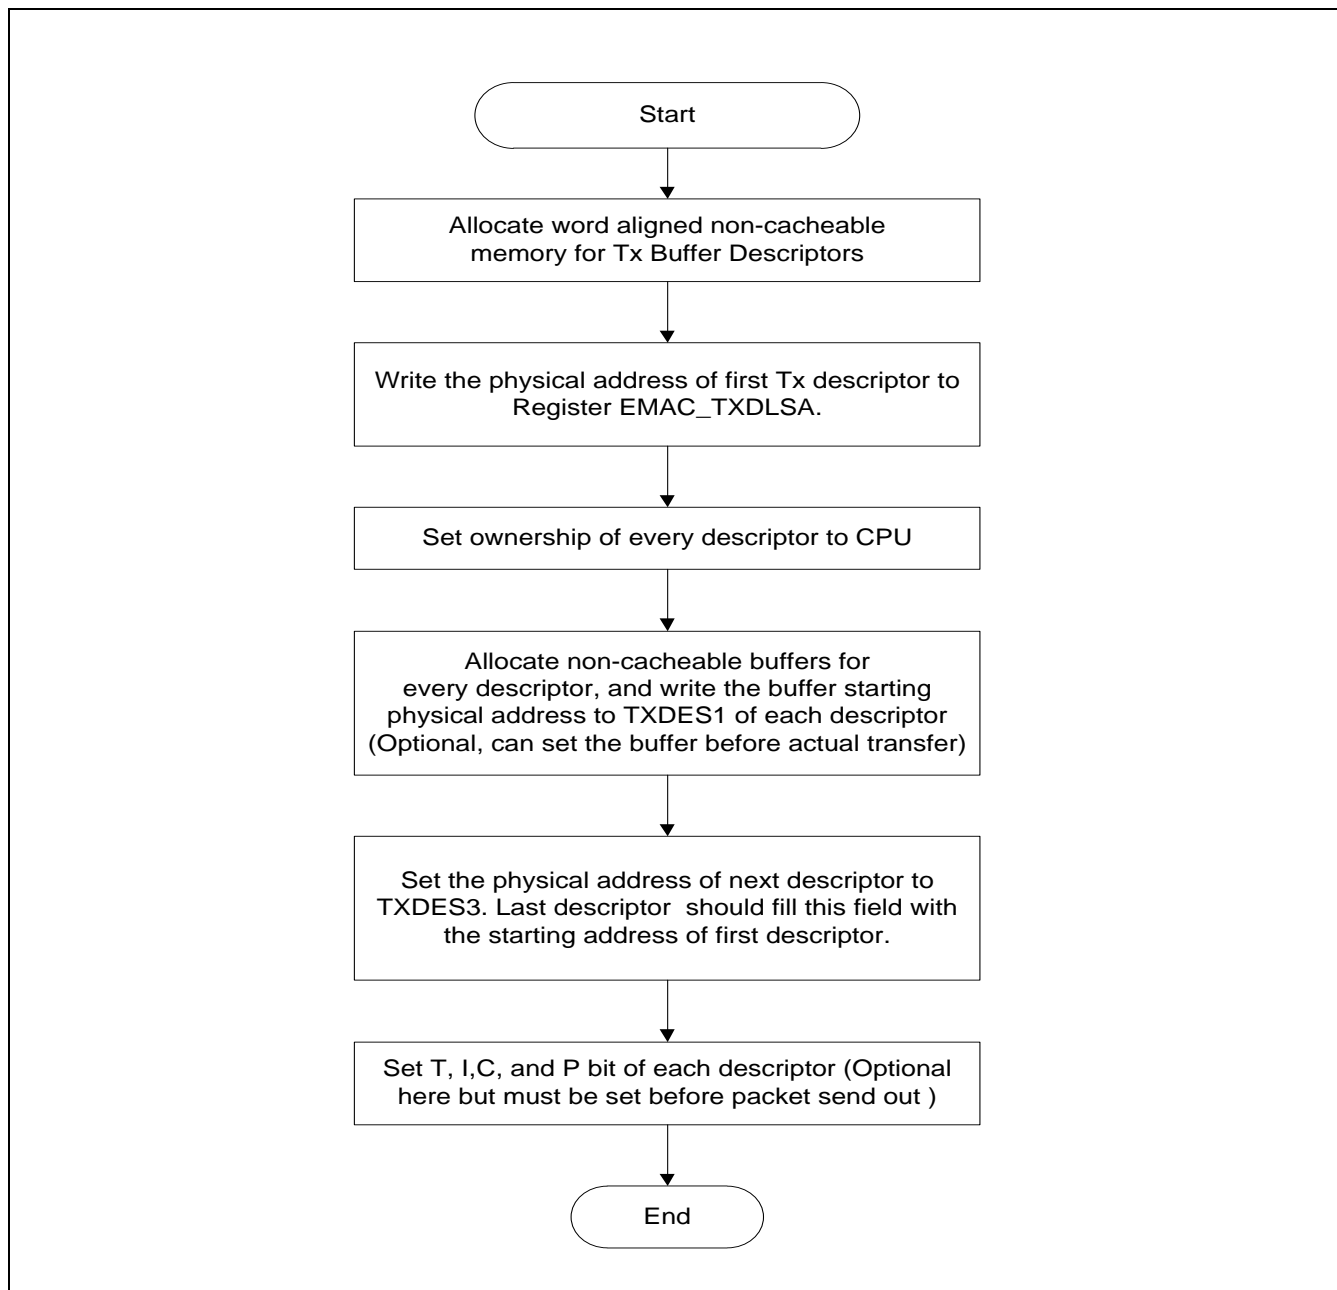 Start
Allocate word aligned non-cacheable
memory for Tx Buffer Descriptors
Write the physical address of first Tx descriptor to
Register EMAC_TXDLSA.
Set ownership of every descriptor to CPU
Allocate non-cacheable buffers for
every descriptor, and write the buffer starting
physical address to TXDES1 of each descriptor
(Optional, can set the buffer before actual transfer)
Set the physical address of next descriptor to
TXDES3. Last descriptor should fill this field with
the starting address of first descriptor.
Set T, I,C, and P bit of each descriptor (Optional
here but must be set before packet send out )
End